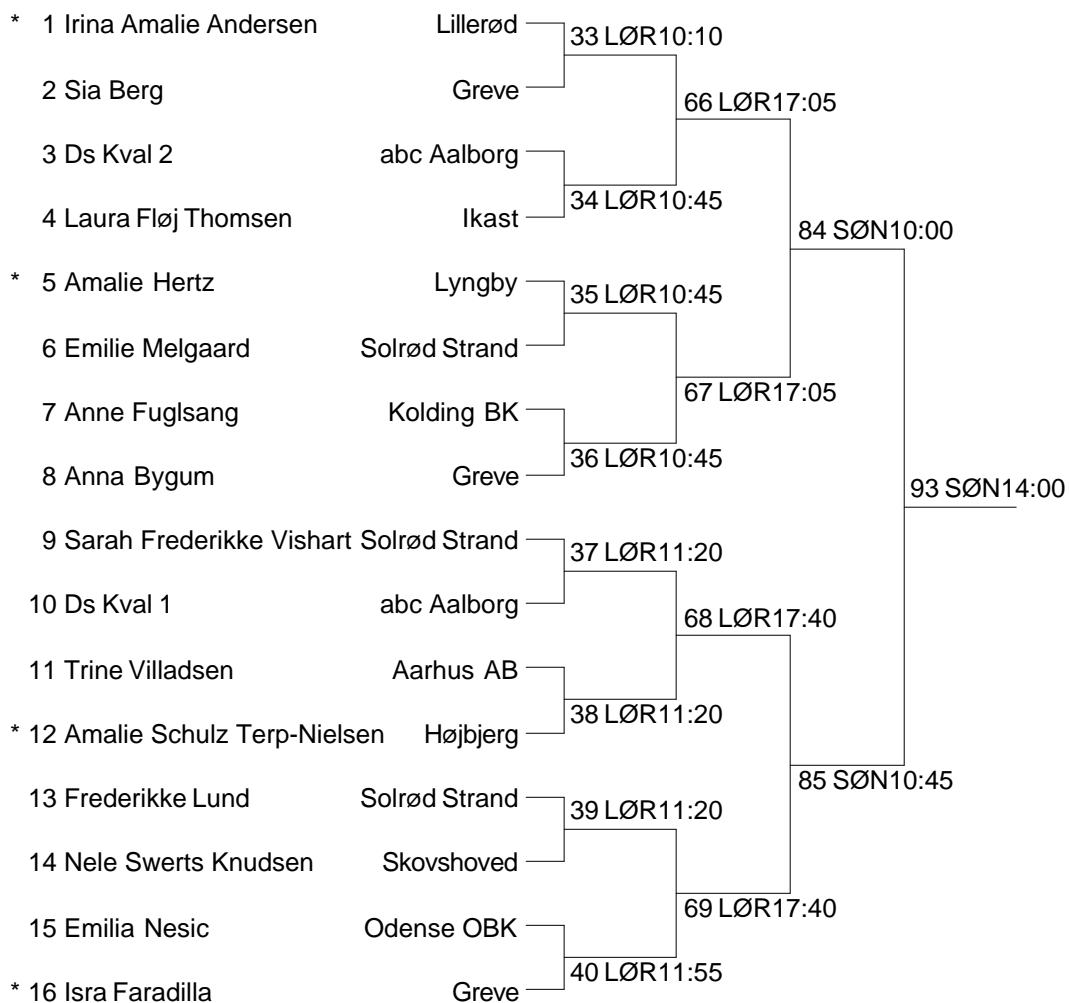 * 1 Irina Amalie Andersen Lillerød
33 LØR10:10
2 Sia Berg Greve
66 LØR17:05
3 Ds Kval 2 abc Aalborg
34 LØR10:45
4 Laura Fløj Thomsen Ikast
84 SØN10:00
* 5 Amalie Hertz Lyngby
35 LØR10:45
6 Emilie Melgaard Solrød Strand
67 LØR17:05
7 Anne Fuglsang Kolding BK
36 LØR10:45
8 Anna Bygum Greve
93 SØN14:00
9 Sarah Frederikke Vishart Solrød Strand
37 LØR11:20
10 Ds Kval 1 abc Aalborg
68 LØR17:40
11 Trine Villadsen Aarhus AB
38 LØR11:20
* 12 Amalie Schulz Terp-Nielsen Højbjerg
85 SØN10:45
13 Frederikke Lund Solrød Strand
39 LØR11:20
14 Nele Swerts Knudsen Skovshoved
69 LØR17:40
15 Emilia Nesic Odense OBK
40 LØR11:55
* 16 Isra Faradilla Greve